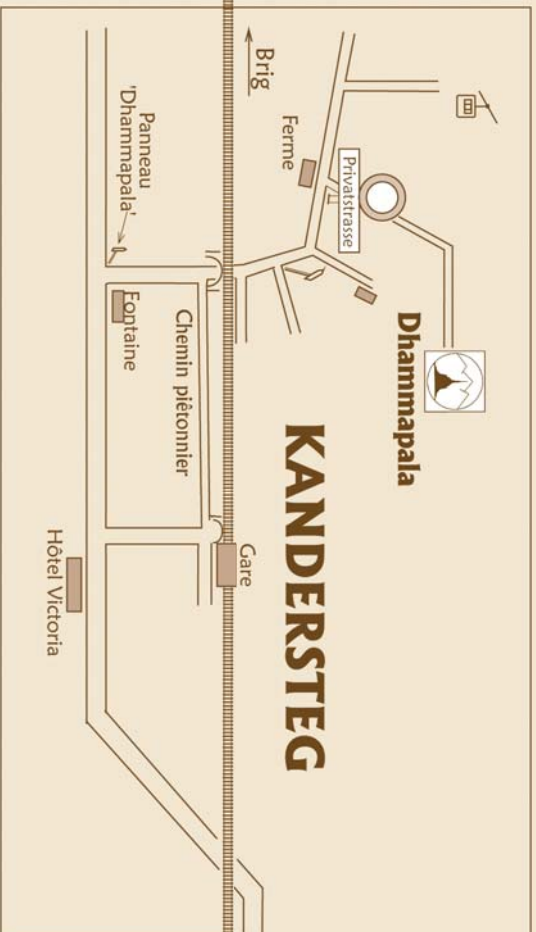 Dhammapala
Privatstrasse
KANDERSTEG
Ferme
Brig
Gare
Chemin piêtonnier
Panneau
'Dhammapala'
Fontaine
Hôtel Victoria